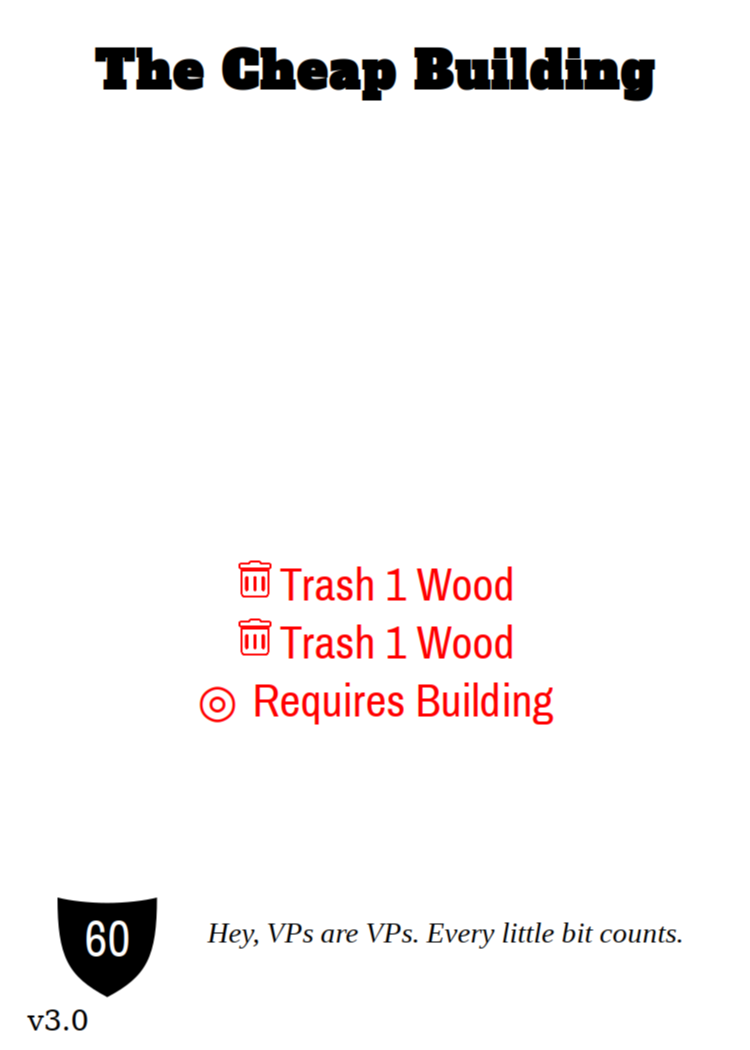 The Cheap Building
Trash 1 Wood
Trash 1 Wood
Requires Building
60
Hey, VPs are VPs. Every little bit counts.
v3.0